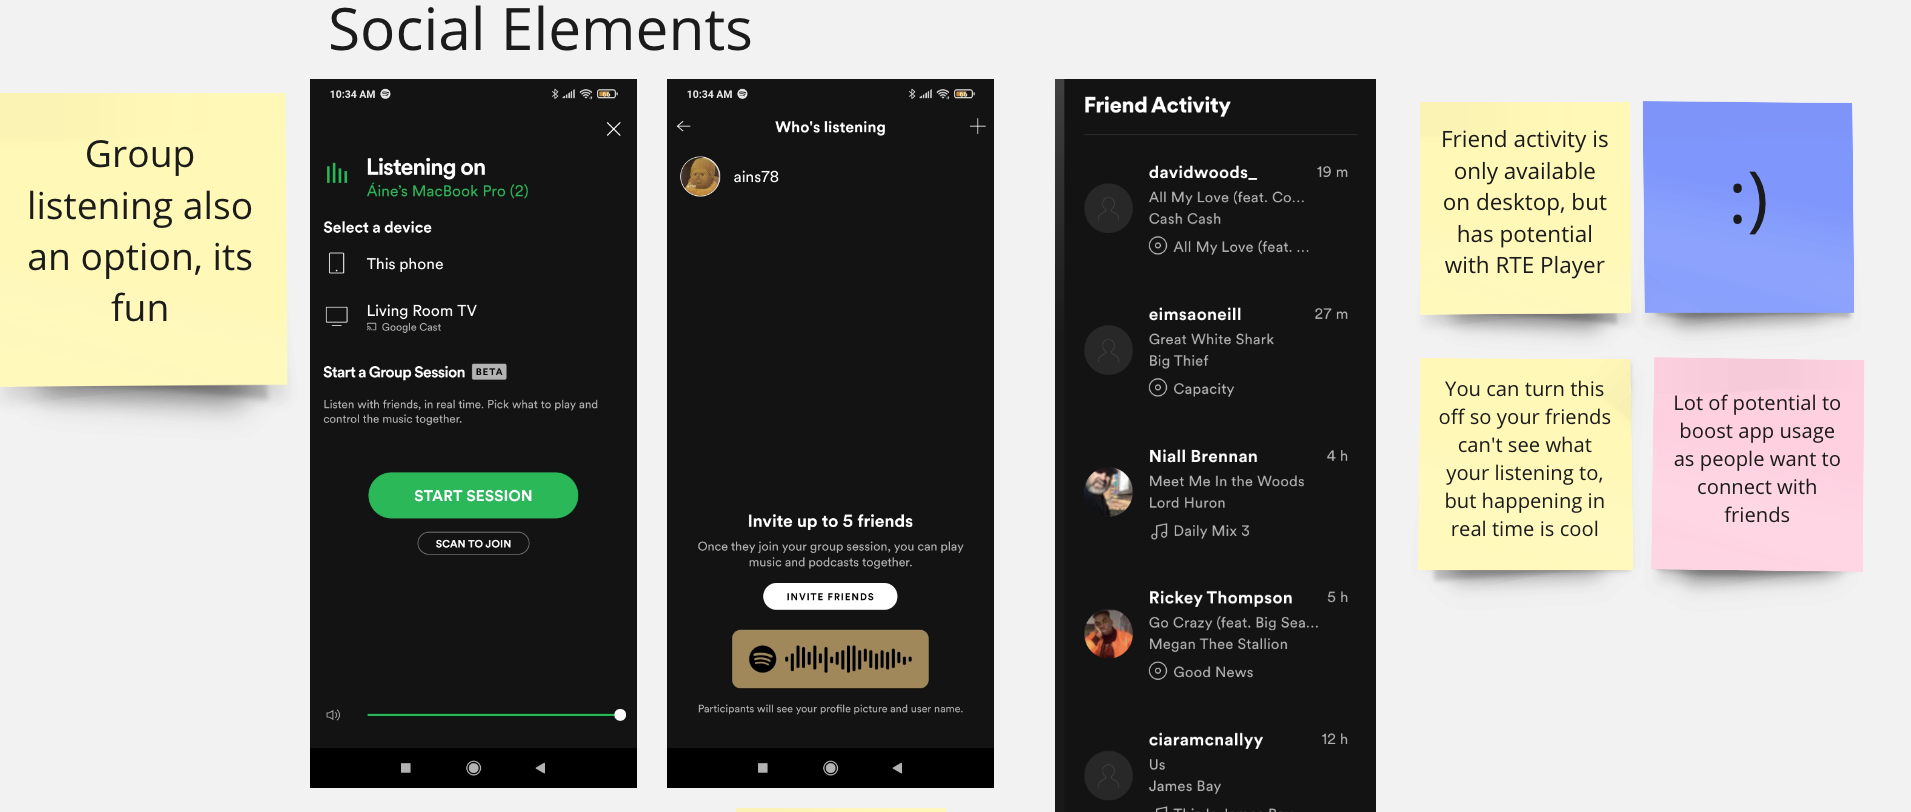 Social Elements
Group
listening also
an option, its
fun
10:34 AM
66
Listening on
Áine's MacBook Pro (2)
Select a device
This phone
Living Room TV
Google Cast
Start a Group Session BETA
Listen with friends, in real time. Pick what to play and
control the music together.
START SESSION
SCAN TO JOIN
10:34 AM
66
Who's listening
ains78
Invite up to 5 friends
Once they join your group session, you can play
music and podcasts together.
INVITE FRIENDS
Participants will see your profile picture and user name.
Friend Activity
davidwoods_ 19 m
All My Love (feat. Co...
Cash Cash
All My Love (feat. ...
eimsaoneill 27 m
Great White Shark
Big Thief
Capacity
Niall Brennan 4 h
Meet Me In the Woods
Lord Huron
Daily Mix 3
Rickey Thompson 5 h
Go Crazy (feat. Big Sea...
Megan Thee Stallion
Good News
ciaramcnallyy 12 h
Us
James Bay
Friend activity is
only available
on desktop, but
has potential
with RTE Player
:)
You can turn this
off so your friends
can't see what
your listening to,
but happening in
real time is cool
Lot of potential to
boost app usage
as people want to
connect with
friends